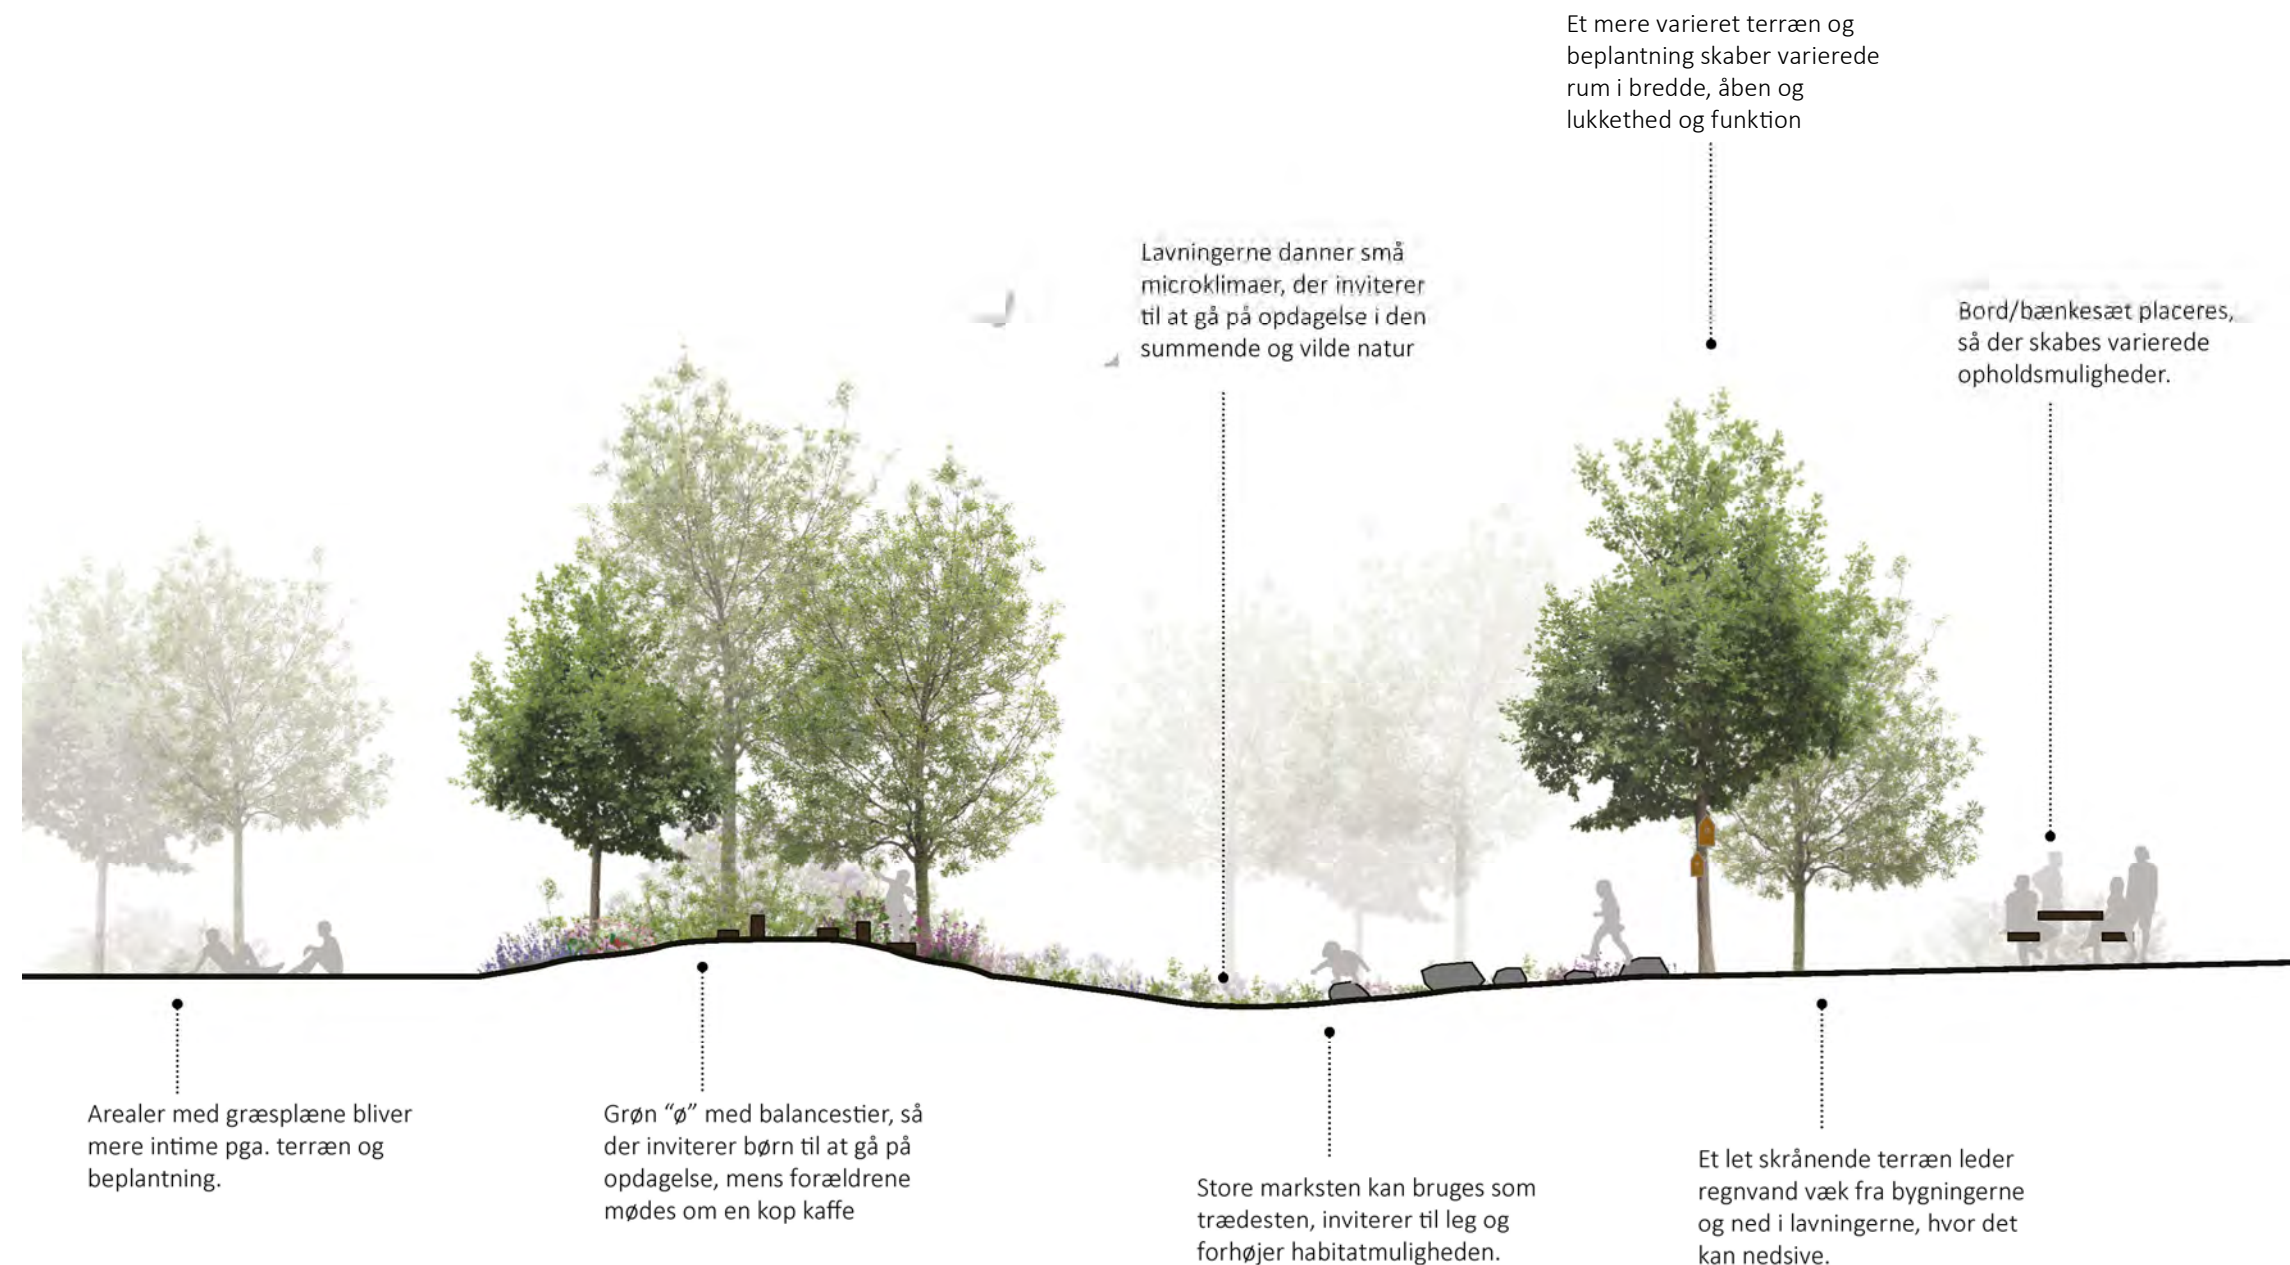 Et mere varieret terræn og
beplantning skaber varierede
rum i bredde, åben og
lukkethed og funktion
Lavningerne danner små
microklimaer, der inviterer
til at gå på opdagelse i den
summende og vilde natur
Bord/bænkesæt placeres,
så der skabes varierede
opholdsmuligheder.
Arealer med græsplæne bliver
mere intime pga. terræn og
beplantning.
Grøn “ø” med balancestier, så
der inviterer børn til at gå på
opdagelse, mens forældrene
mødes om en kop kaffe
Store marksten kan bruges som
trædesten, inviterer til leg og
forhøjer habitatmuligheden.
Et let skrånende terræn leder
regnvand væk fra bygningerne
og ned i lavningerne, hvor det
kan nedsive.